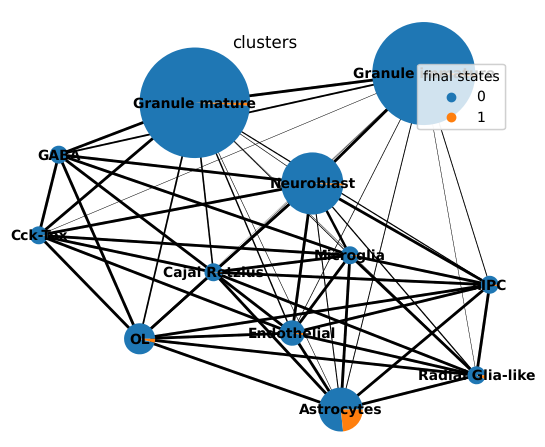 clusters
Granule
final states
0
1
Granule mature
GABA
Neuroblast
Cck-Tox
Microglia
Cajal Retzius
IPC
Endothelial
OL
Radial Glia-like
Astrocytes